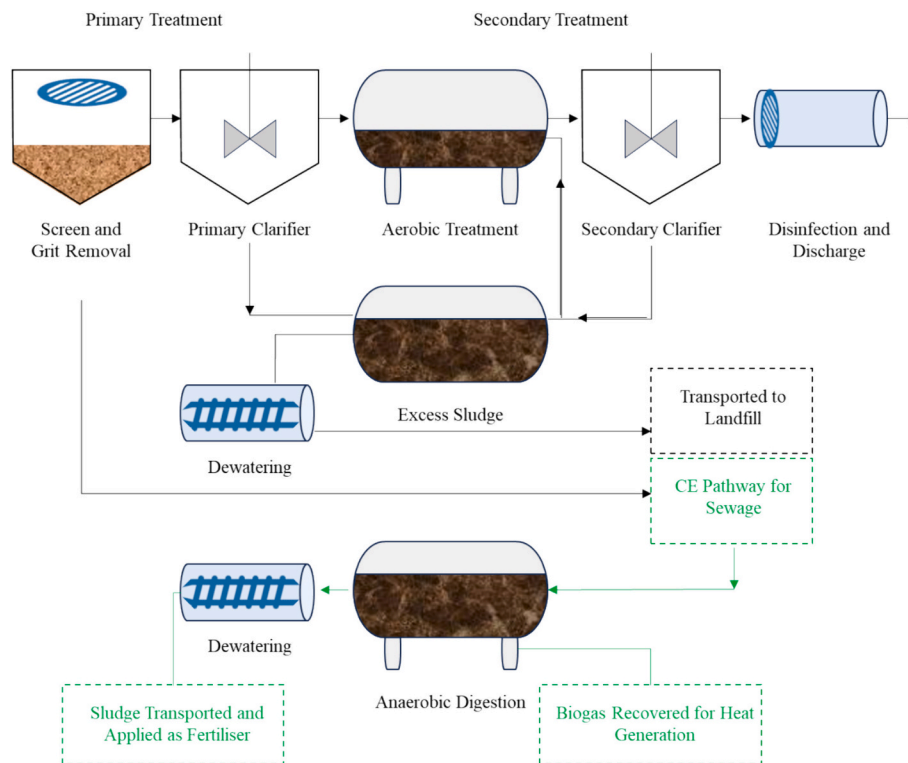 Primary Treatment
Secondary Treatment
Screen and
Grit Removal
Primary Clarifier
Aerobic Treatment
Secondary Clarifier
Disinfection and
Discharge
Excess Sludge
Dewatering
Transported to
Landfill
CE Pathway for
Sewage
Dewatering
Anaerobic Digestion
Sludge Transported and
Applied as Fertiliser
Biogas Recovered for Heat
Generation